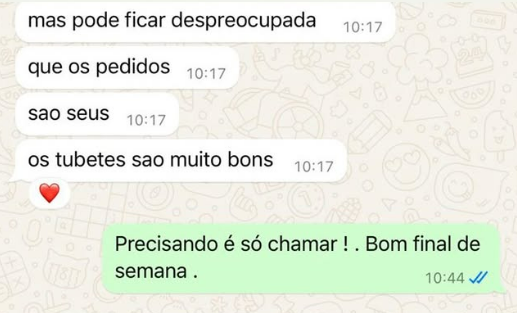 mas pode ficar despreocupada 10:17
que os pedidos 10:17
sao seus 10:17
os tubetes sao muito bons 10:17
Precisando é só chamar ! . Bom final de
semana . 10:44